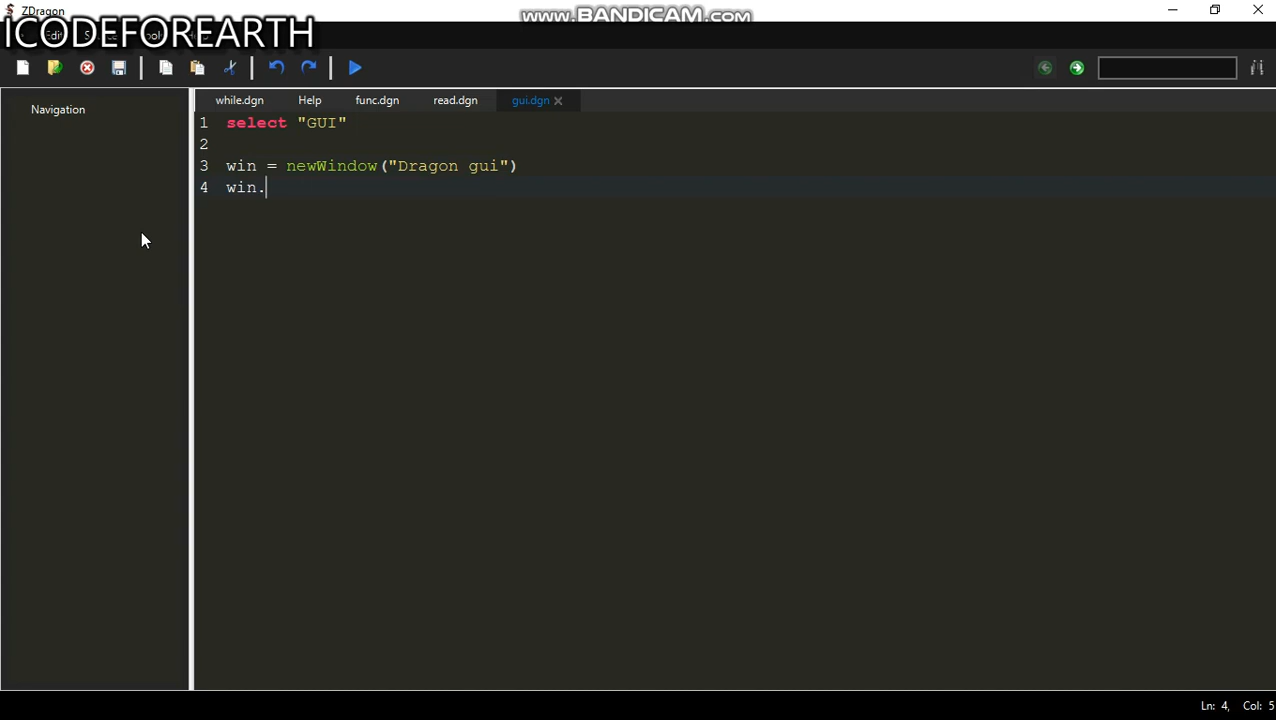 ZDragon
www.BANDICAM.COM
ICODEFOREARTH
Navigation
while.dgn Help func.dgn read.dgn gui.dgn
1 select "GUI"
2
3 win = newWindow("Dragon gui")
4 win.
Ln: 4, Col: 5